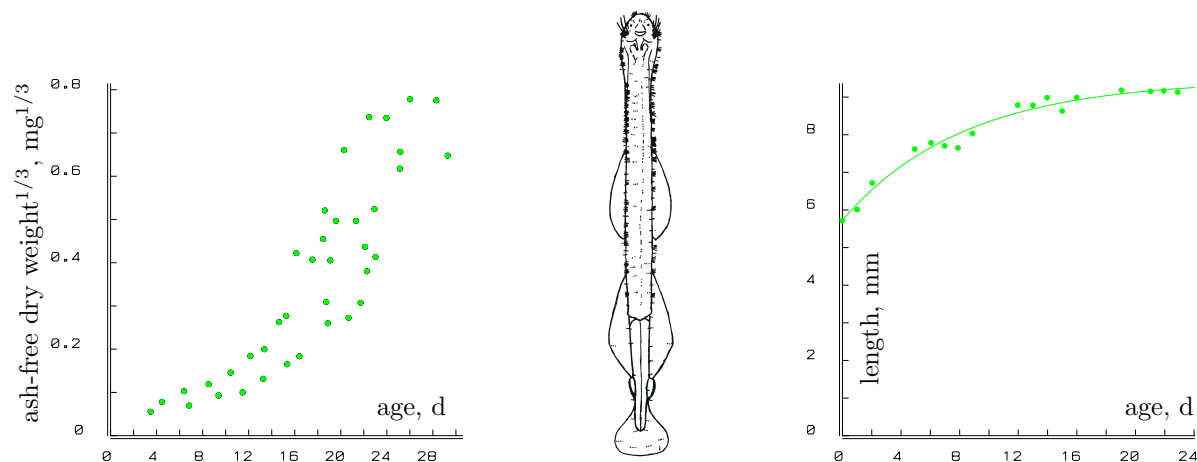 ash-free dry weight^1/3, mg^1/3
0.8
0.6
0.4
0.2
0
0 4 8 12 16 20 24 28
age, d
length, mm
8
6
4
2
0
0 4 8 12 16 20 24
age, d